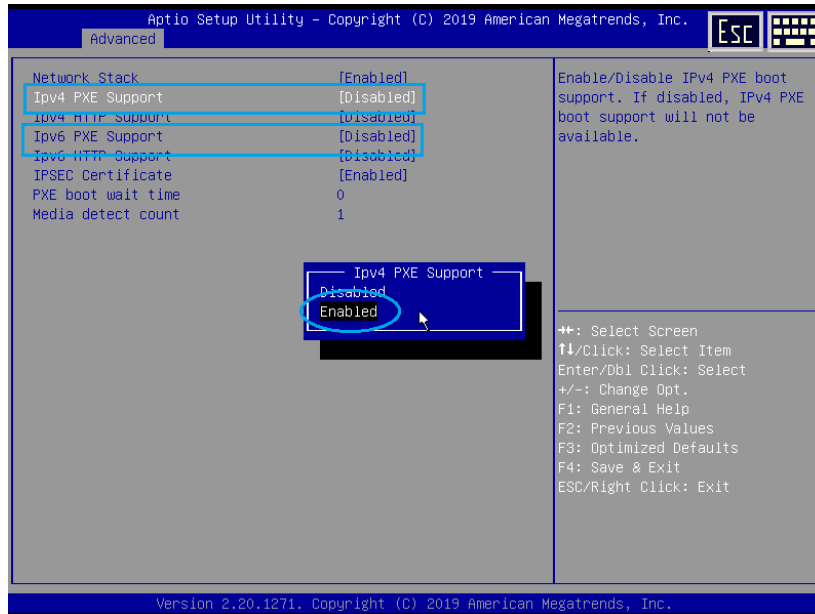 Aptio Setup Utility – Copyright (C) 2019 American Megatrends, Inc.
Esc
Advanced
Network Stack [Enabled]
Ipv4 PXE Support [Disabled]
Ipv4 HTTP Support [Disabled]
Ipv6 PXE Support [Disabled]
Ipv6 HTTP Support [Disabled]
IPSEC Certificate [Enabled]
PXE boot wait time 0
Media detect count 1
Enable/Disable IPv4 PXE boot
support. If disabled, IPv4 PXE
boot support will not be
available.
Ipv4 PXE Support
Disabled
Enabled
→←: Select Screen
↑↓/Click: Select Item
Enter/Dbl Click: Select
+/-: Change Opt.
F1: General Help
F2: Previous Values
F3: Optimized Defaults
F4: Save & Exit
ESC/Right Click: Exit
Version 2.20.1271. Copyright (C) 2019 American Megatrends, Inc.